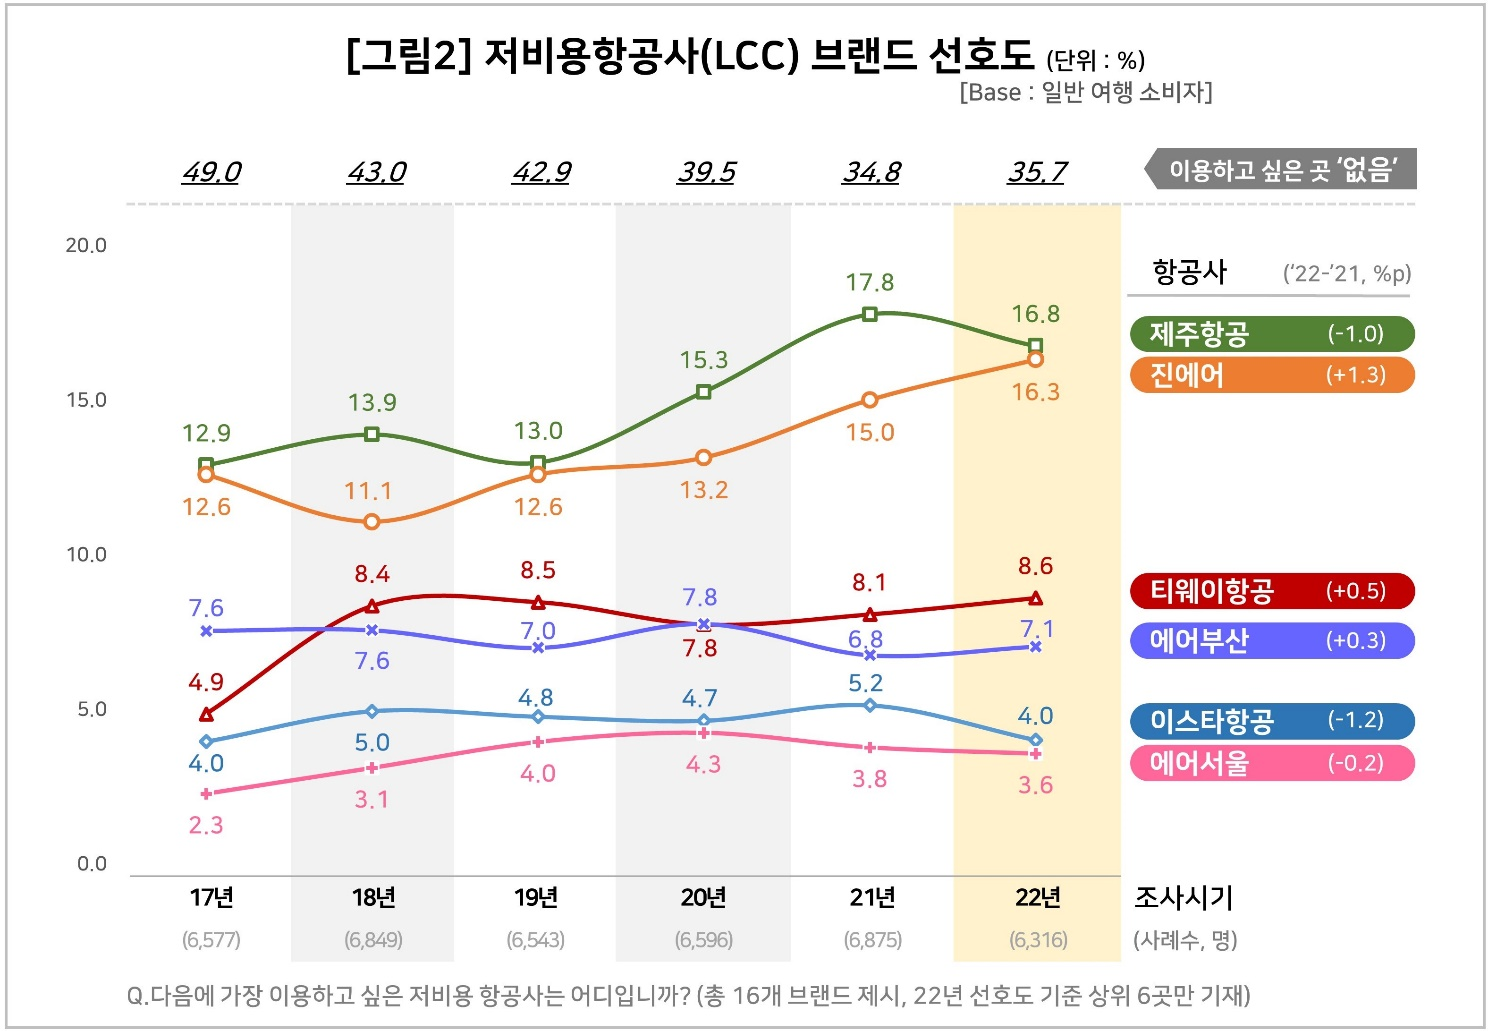 [그림2] 저비용항공사(LCC) 브랜드 선호도 (단위 : %)
[Base : 일반 여행 소비자]
49.0 43.0 42.9 39.5 34.8 35.7 이용하고 싶은 곳 ‘없음’
20.0
15.0
10.0
5.0
0.0
항공사 (‘22-’21, %p)
제주항공 (-1.0)
진에어 (+1.3)
티웨이항공 (+0.5)
에어부산 (+0.3)
이스타항공 (-1.2)
에어서울 (-0.2)
12.9 13.9 13.0 15.3 17.8 16.8
12.6 11.1 12.6 13.2 15.0 16.3
4.9 8.4 8.5 7.8 8.1 8.6
7.6 7.6 7.0 7.8 6.8 7.1
4.0 5.0 4.8 4.7 5.2 4.0
2.3 3.1 4.0 4.3 3.8 3.6
17년 18년 19년 20년 21년 22년 조사시기
(6,577) (6,849) (6,543) (6,596) (6,875) (6,316) (사례수, 명)
Q.다음에 가장 이용하고 싶은 저비용 항공사는 어디입니까? (총 16개 브랜드 제시, 22년 선호도 기준 상위 6곳만 기재)